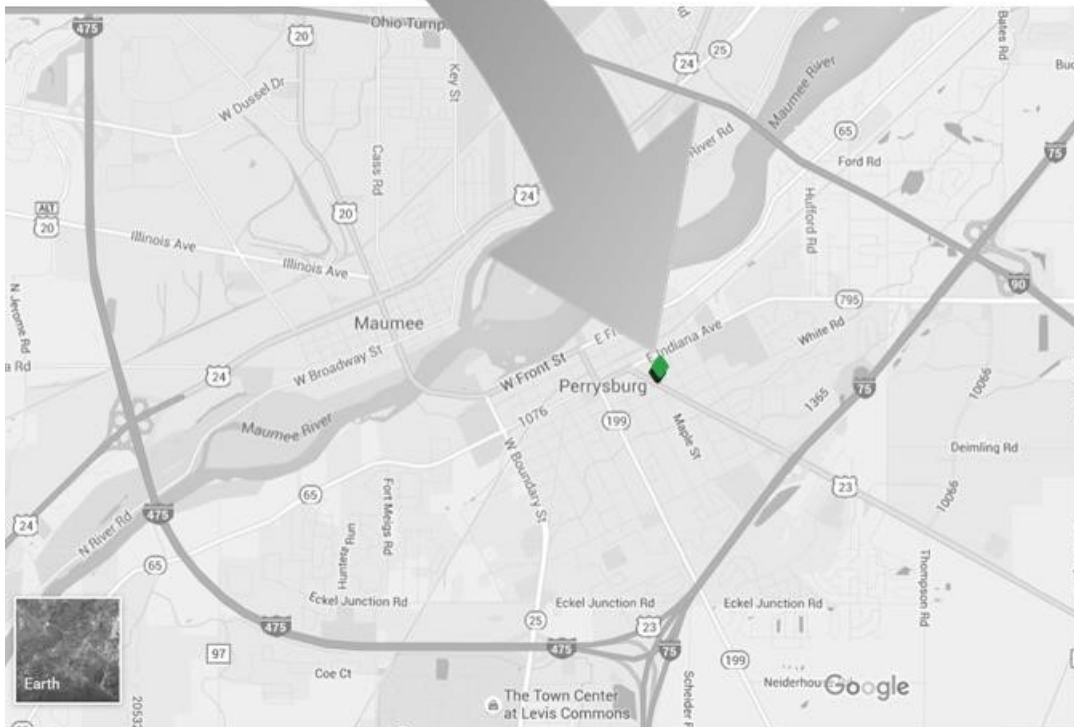 475
Ohio Turnp
20
Key St
W Dussel Dr
Cass Rd
24
25
Rd
Bates Rd
Maumee River
River Rd
65
Ford Rd
75
24
20
ALT
20
Illinois Ave
Illinois Ave
Hufford Rd
90
N Jerome Rd
Maumee
795
E Indiana Ave
White Rd
W Front St
W Broadway St
24
Perrysburg
75
10066
1365
199
Maple St
1076
Maumee River
W Boundary St
Deimling Rd
23
10066
65
Fort Meigs Rd
24
N River Rd
475
65
Hunters Run
Thompson Rd
Eckel Junction Rd
Eckel Junction Rd
Eckel Junction Rd
475
25
23
97
475
75
199
Coe Ct
Earth
The Town Center
at Levis Commons
Google